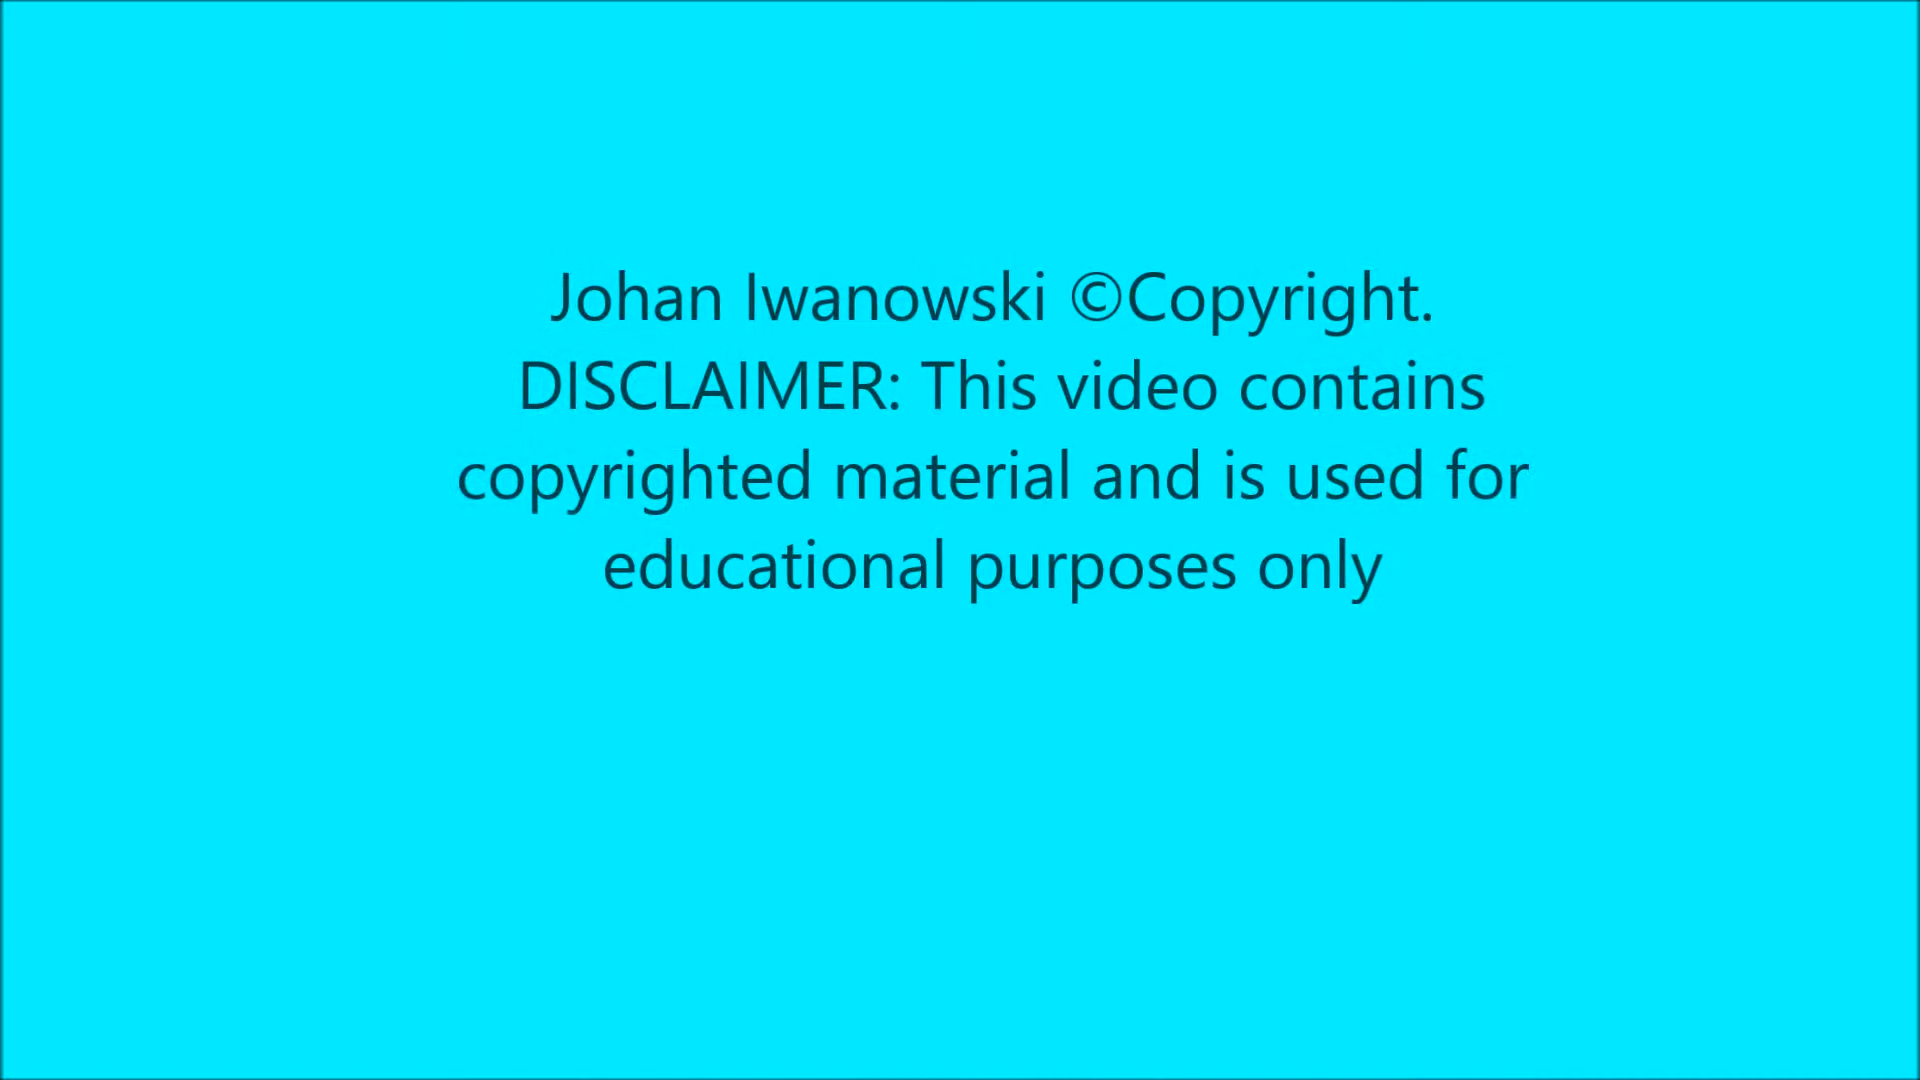 Johan Iwanowski ©Copyright.
DISCLAIMER: This video contains
copyrighted material and is used for
educational purposes only